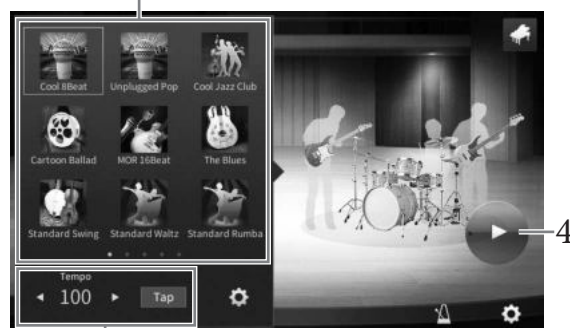 Cool 8Beat
Unplugged Pop
Cool Jazz Club
Cartoon Ballad
MOR 16Beat
The Blues
Standard Swing
Standard Waltz
Standard Rumba
Tempo
100
Tap
4